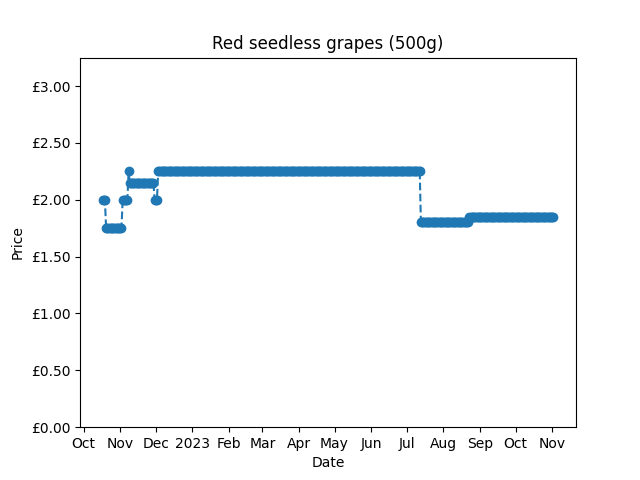 Red seedless grapes (500g)
£3.00
£2.50
£2.00
£1.50
£1.00
£0.50
£0.00
Price
Oct Nov Dec 2023 Feb Mar Apr May Jun Jul Aug Sep Oct Nov
Date